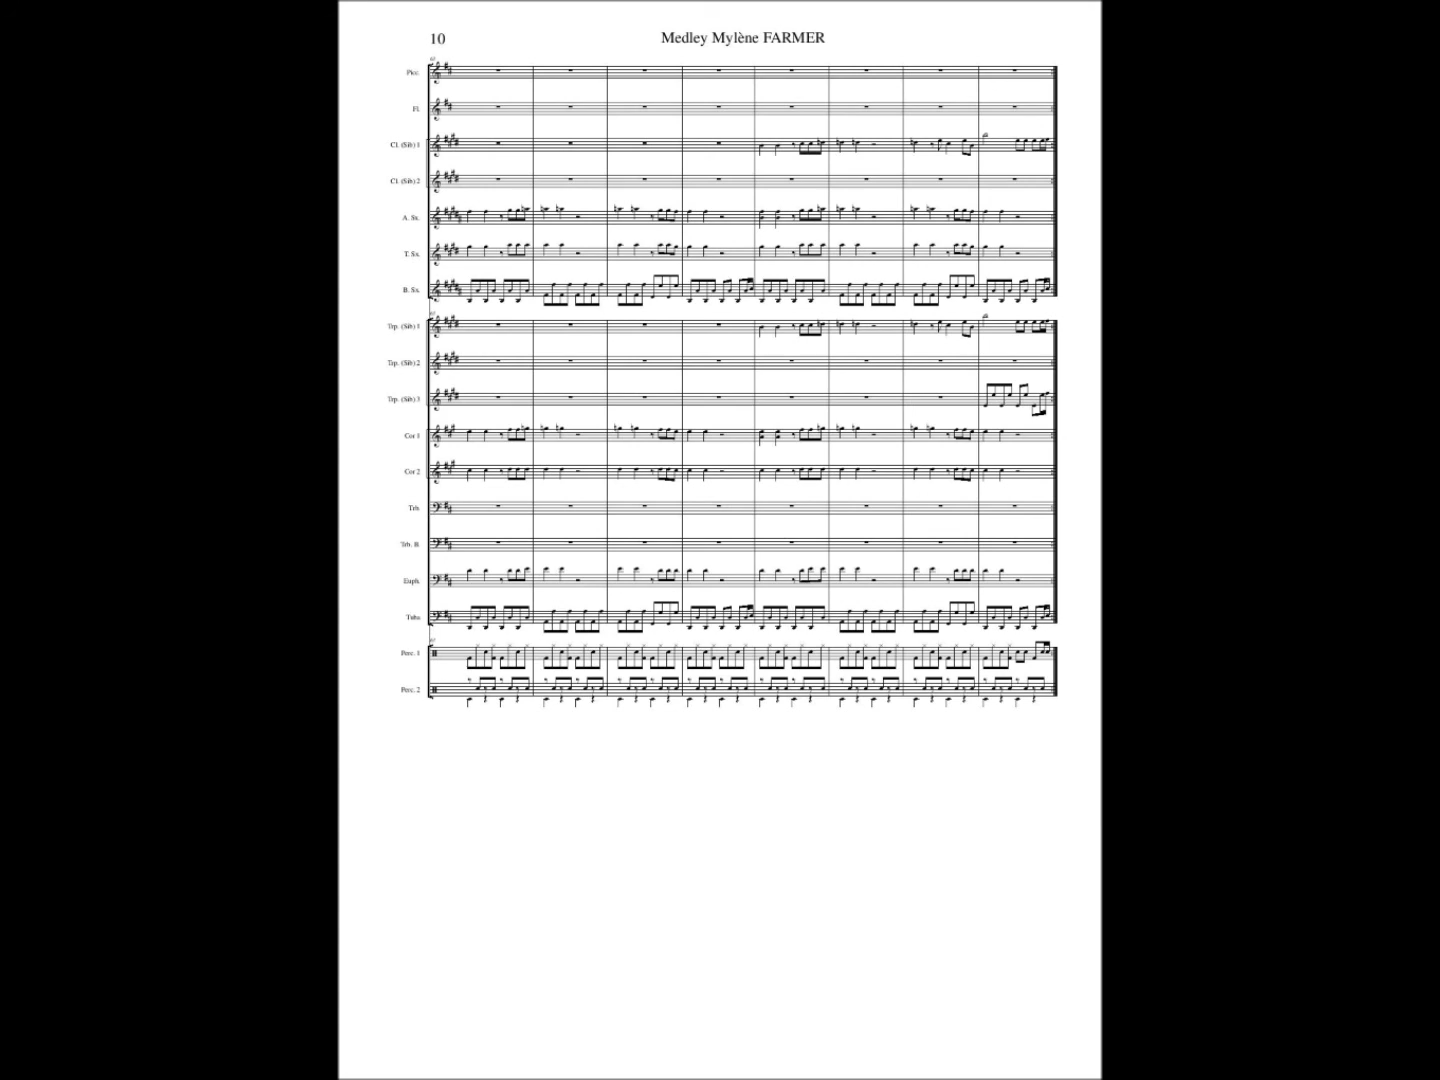 10
Medley Mylène FARMER
Picc.
Fl.
Cl. (Sib) 1
Cl. (Sib) 2
A. Sx.
T. Sx.
B. Sx.
Trp. (Sib) 1
Trp. (Sib) 2
Trp. (Sib) 3
Cor 1
Cor 2
Trb.
Trb. B.
Euph.
Tuba
Perc. 1
Perc. 2